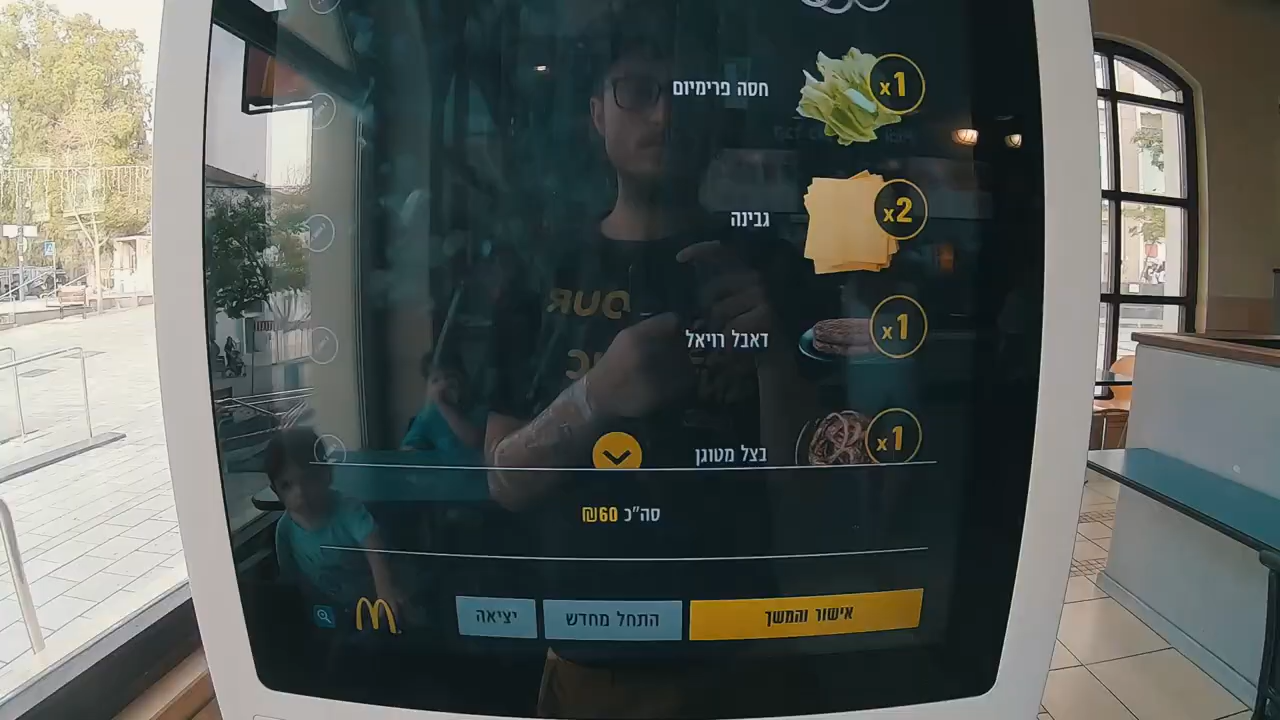 חסה פרימיום
x1
גבינה
x2
דאבל רויאל
x1
בצל מטוגן
x1
סה"כ 60₪
אישור והמשך
התחל מחדש
יציאה